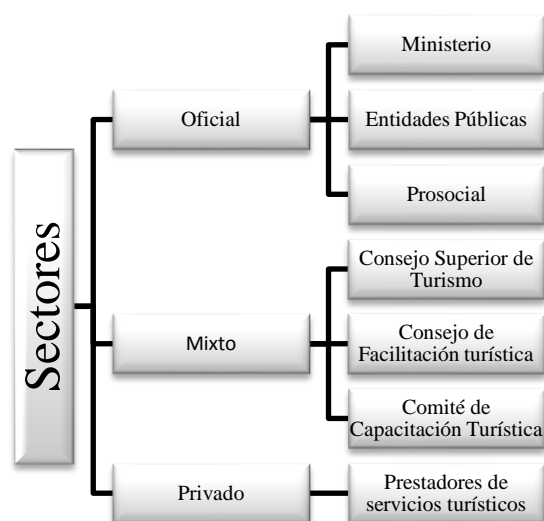 Sectores
Oficial
Ministerio
Entidades Públicas
Prosocial
Mixto
Consejo Superior de
Turismo
Consejo de
Facilitación turística
Comité de
Capacitación Turística
Privado
Prestadores de
servicios turísticos